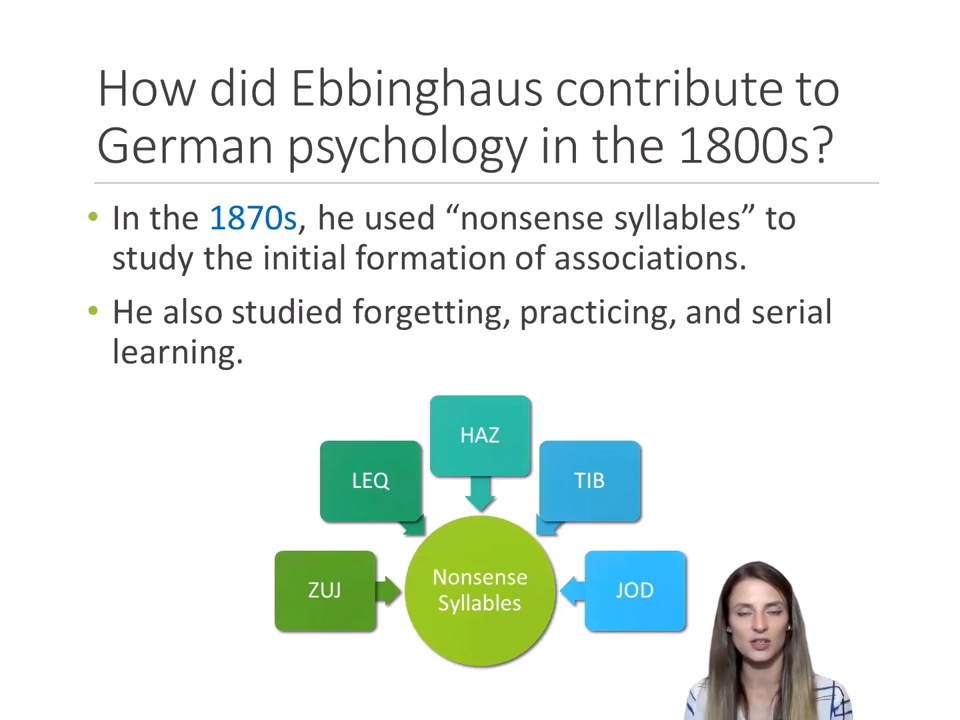 How did Ebbinghaus contribute to
German psychology in the 1800s?
• In the 1870s, he used “nonsense syllables” to
study the initial formation of associations.
• He also studied forgetting, practicing, and serial
learning.
HAZ
LEQ
TIB
ZUJ
Nonsense
Syllables
JOD